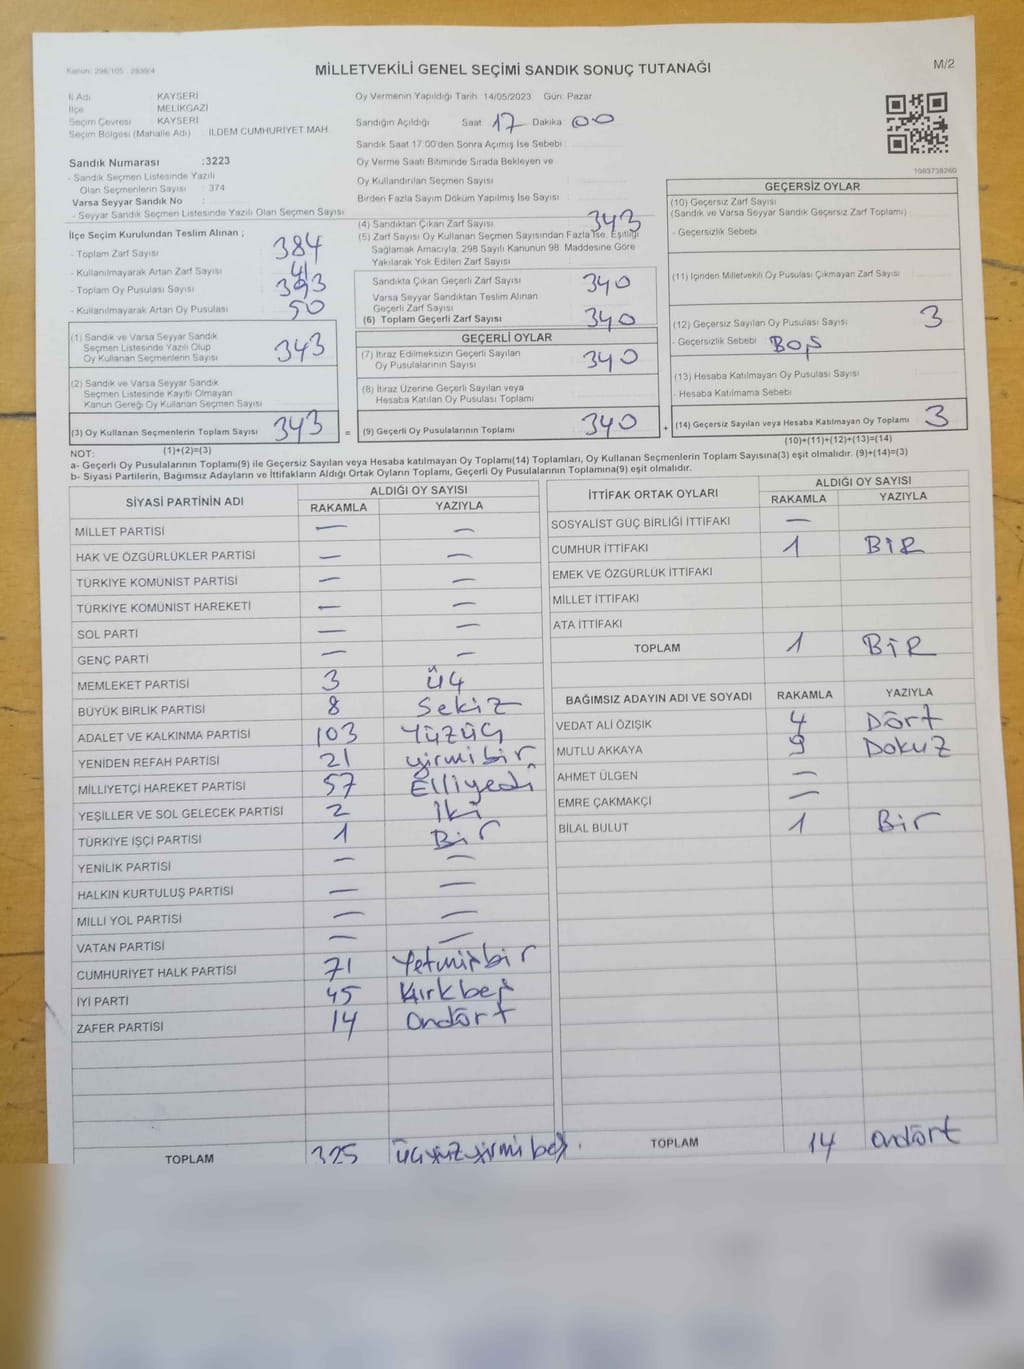 Kanun: 298/105 , 2839/4
MİLLETVEKİLİ GENEL SEÇİMİ SANDIK SONUÇ TUTANAĞI
M/2
İl Adı KAYSERİ
İlçe MELİKGAZİ
Seçim Çevresi KAYSERİ
Seçim Bölgesi (Mahalle Adı) : İLDEM CUMHURİYET MAH.
Oy Vermenin Yapıldığı Tarih 14/05/2023 Gün: Pazar
Sandığın Açıldığı Saat: 17 Dakika 00
Sandık Saat 17:00'den Sonra Açımış İse Sebebi
Oy Verme Saati Bitiminde Sırada Bekleyen ve
Oy Kullandırılan Seçmen Sayısı
Birden Fazla Sayım Döküm Yapılmış İse Sayısı
1083738260
Sandık Numarası :3223
- Sandık Seçmen Listesinde Yazılı
Olan Seçmenlerin Sayısı : 374
Varsa Seyyar Sandık No
- Seyyar Sandık Seçmen Listesinde Yazılı Olan Seçmen Sayısı
İlçe Seçim Kurulundan Teslim Alınan ;
- Toplam Zarf Sayısı 384
- Kullanılmayarak Artan Zarf Sayısı 41
- Toplam Oy Pusulası Sayısı 393
- Kullanılmayarak Artan Oy Pusulası 50
(1) Sandık ve Varsa Seyyar Sandık
Seçmen Listesinde Yazılı Olup
Oy Kullanan Seçmenlerin Sayısı 343
(2) Sandık ve Varsa Seyyar Sandık
Seçmen Listesinde Kayıtlı Olmayan
Kanun Gereği Oy Kullanan Seçmen Sayısı
(3) Oy Kullanan Seçmenlerin Toplam Sayısı 343 =
(4) Sandıktan Çıkan Zarf Sayısı 343
(5) Zarf Sayısı Oy Kullanan Seçmen Sayısından Fazla İse, Eşitliği
Sağlamak Amacıyla, 298 Sayılı Kanunun 98. Maddesine Göre
Yakılarak Yok Edilen Zarf Sayısı
Sandıkta Çıkan Geçerli Zarf Sayısı 340
Varsa Seyyar Sandıktan Teslim Alınan
Geçerli Zarf Sayısı
(6) Toplam Geçerli Zarf Sayısı 340
GEÇERLİ OYLAR
(7) İtiraz Edilmeksizin Geçerli Sayılan
Oy Pusulalarının Sayısı 340
(8) İtiraz Üzerine Geçerli Sayılan veya
Hesaba Katılan Oy Pusulası Toplamı
(9) Geçerli Oy Pusulalarının Toplamı 340 +
GEÇERSİZ OYLAR
(10) Geçersiz Zarf Sayısı
(Sandık ve Varsa Seyyar Sandık Geçersiz Zarf Toplamı)
- Geçersizlik Sebebi
(11) İçinden Milletvekili Oy Pusulası Çıkmayan Zarf Sayısı
(12) Geçersiz Sayılan Oy Pusulası Sayısı 3
- Geçersizlik Sebebi Boş
(13) Hesaba Katılmayan Oy Pusulası Sayısı
- Hesaba Katılmama Sebebi
(14) Geçersiz Sayılan veya Hesaba Katılmayan Oy Toplamı 3
NOT: (1)+(2)=(3)
(10)+(11)+(12)+(13)=(14)
a- Geçerli Oy Pusulalarının Toplamı(9) ile Geçersiz Sayılan veya Hesaba katılmayan Oy Toplamı(14) Toplamları, Oy Kullanan Seçmenlerin Toplam Sayısına(3) eşit olmalıdır. (9)+(14)=(3)
b- Siyasi Partilerin, Bağımsız Adayların ve İttifakların Aldığı Ortak Oyların Toplamı, Geçerli Oy Pusulalarının Toplamına(9) eşit olmalıdır.
SİYASİ PARTİNİN ADI ALDIĞI OY SAYISI
RAKAMLA YAZIYLA
MİLLET PARTİSİ — —
HAK VE ÖZGÜRLÜKLER PARTİSİ — —
TÜRKİYE KOMÜNİST PARTİSİ — —
TÜRKİYE KOMÜNİST HAREKETİ — —
SOL PARTİ — —
GENÇ PARTİ — —
MEMLEKET PARTİSİ 3 üç
BÜYÜK BİRLİK PARTİSİ 8 Sekiz
ADALET VE KALKINMA PARTİSİ 103 Yüzüç
YENİDEN REFAH PARTİSİ 21 yirmibir
MİLLİYETÇİ HAREKET PARTİSİ 57 Elliyedi
YEŞİLLER VE SOL GELECEK PARTİSİ 2 İki
TÜRKİYE İŞÇİ PARTİSİ 1 Bir
YENİLİK PARTİSİ — —
HALKIN KURTULUŞ PARTİSİ — —
MİLLİ YOL PARTİSİ — —
VATAN PARTİSİ — —
CUMHURİYET HALK PARTİSİ 71 Yetmişbir
İYİ PARTİ 45 Kırkbeş
ZAFER PARTİSİ 14 Ondört
TOPLAM 325 üçyüzyirmibeş.
İTTİFAK ORTAK OYLARI ALDIĞI OY SAYISI
RAKAMLA YAZIYLA
SOSYALİST GÜÇ BİRLİĞİ İTTİFAKI —
CUMHUR İTTİFAKI 1 BİR
EMEK VE ÖZGÜRLÜK İTTİFAKI
MİLLET İTTİFAKI
ATA İTTİFAKI
TOPLAM 1 BİR
BAĞIMSIZ ADAYIN ADI VE SOYADI RAKAMLA YAZIYLA
VEDAT ALİ ÖZIŞIK 4 Dört
MUTLU AKKAYA 9 Dokuz
AHMET ÜLGEN —
EMRE ÇAKMAKÇİ —
BİLAL BULUT 1 Bir
TOPLAM 14 ondört